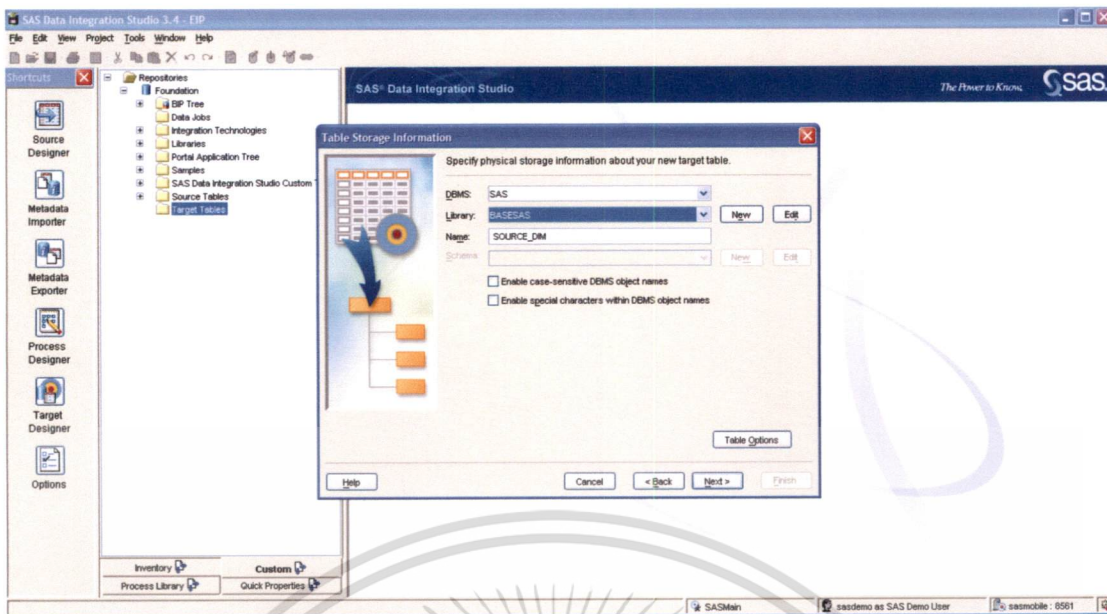 SAS Data Integration Studio 3.4 - EIP
File Edit View Project Tools Window Help
Shortcuts
Source Designer
Metadata Importer
Metadata Exporter
Process Designer
Target Designer
Options
Repositories
Foundation
BIP Tree
Data Jobs
Integration Technologies
Libraries
Portal Application Tree
Samples
SAS Data Integration Studio Custom
Source Tables
Target Tables
Inventory
Custom
Process Library
Quick Properties
SAS® Data Integration Studio
The Power to Know.
sas.
Table Storage Information
Specify physical storage information about your new target table.
DBMS: SAS
Library: BASESAS New Edit
Name: SOURCE_DIM
Schema: New Edit
Enable case-sensitive DBMS object names
Enable special characters within DBMS object names
Table Options
Help Cancel < Back Next > Finish
SASMain
sasdemo as SAS Demo User
sasmobile : 8561